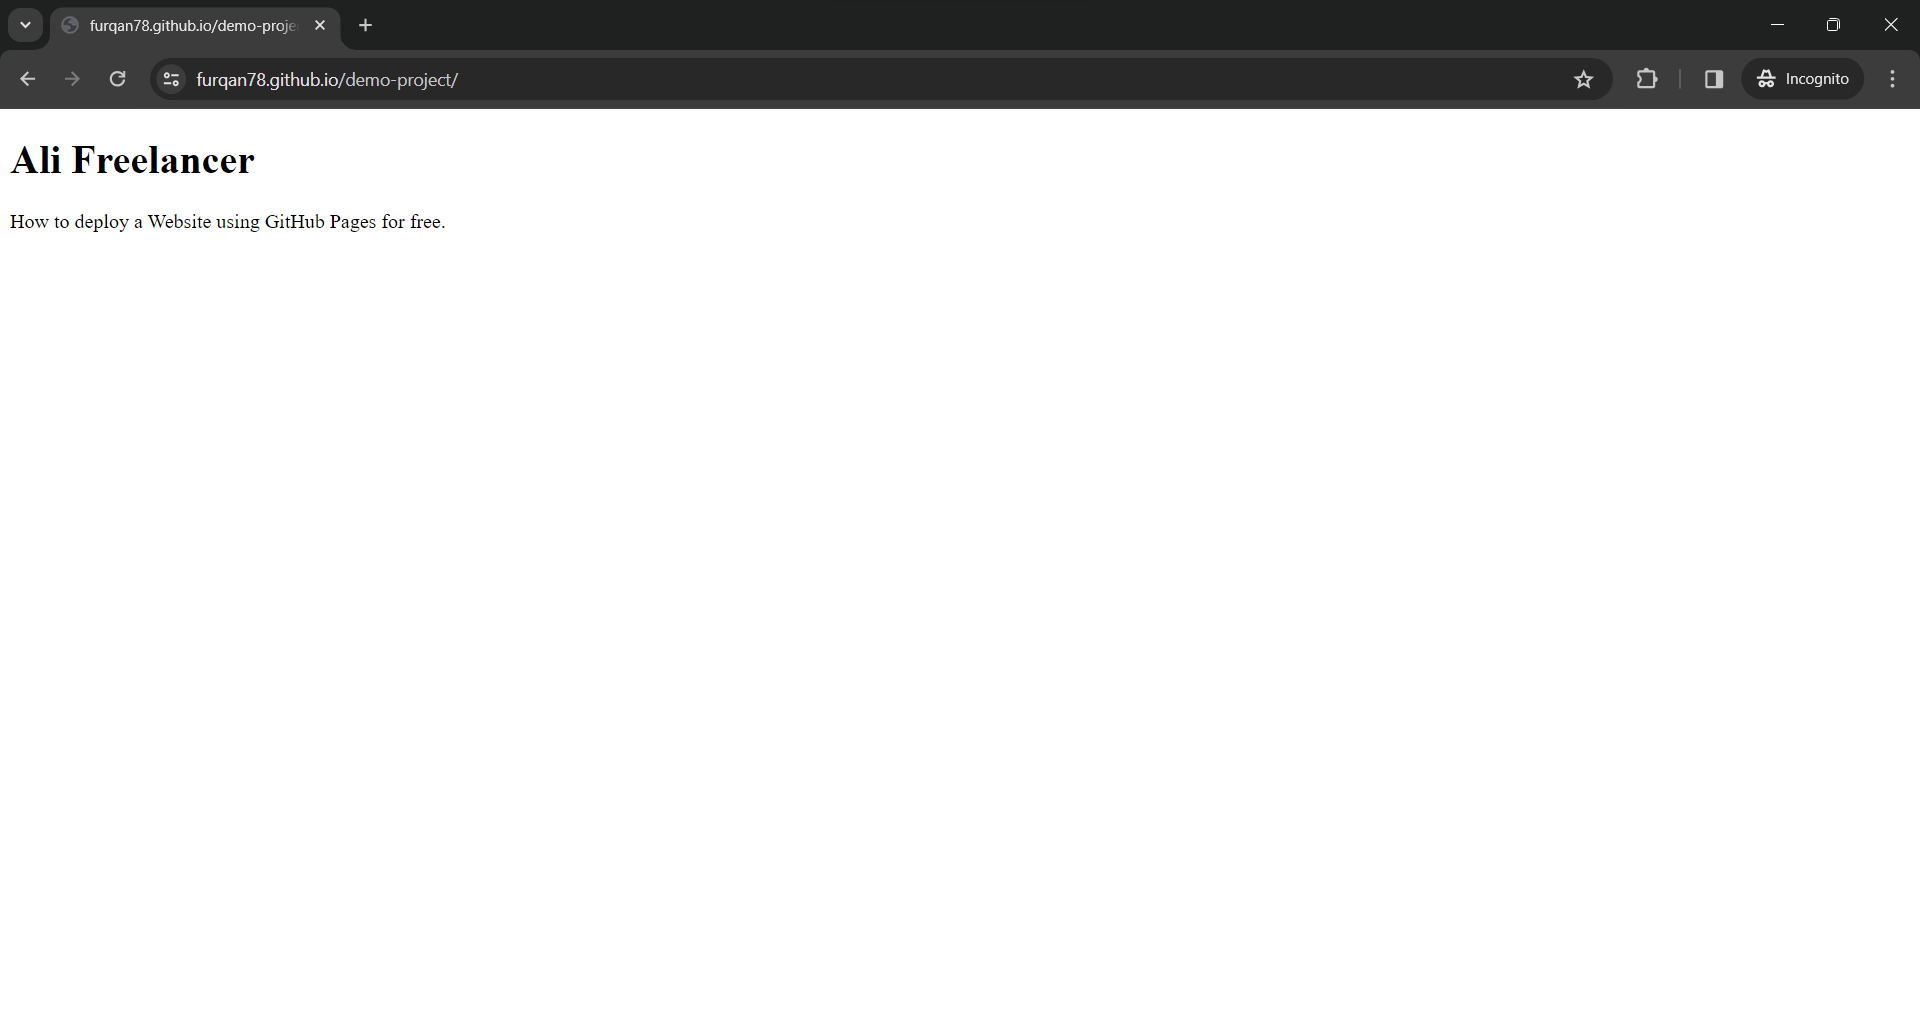 furqan78.github.io/demo-proje
furqan78.github.io/demo-project/
Incognito
Ali Freelancer
How to deploy a Website using GitHub Pages for free.